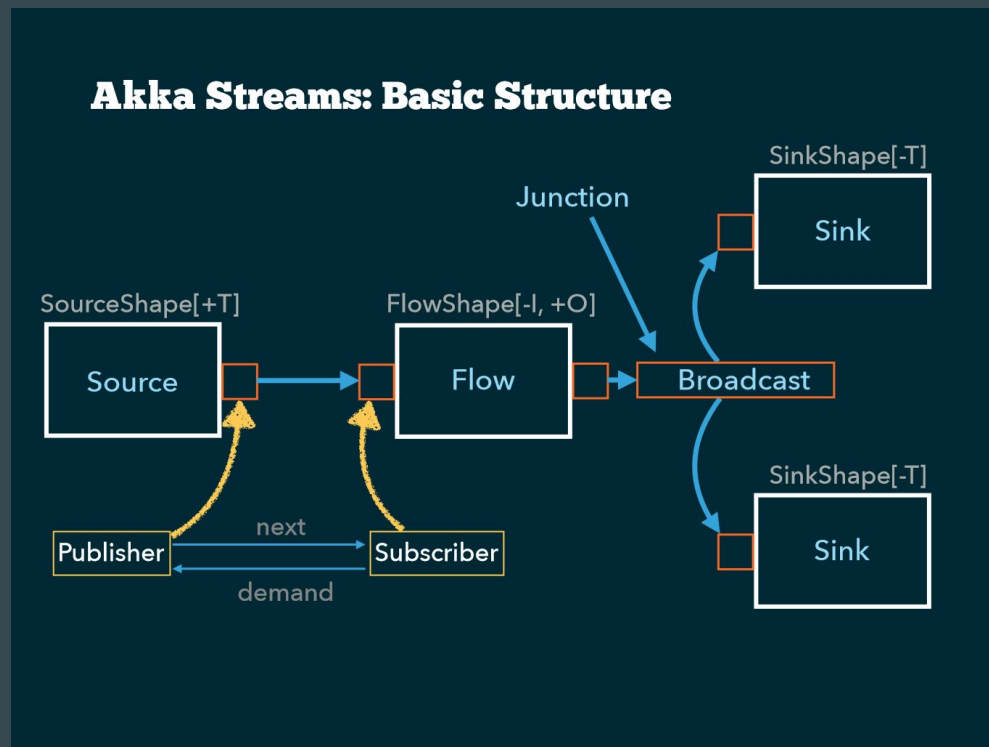 Akka Streams: Basic Structure
SinkShape[-T]
Junction
Sink
SourceShape[+T]
FlowShape[-I, +O]
Source
Flow
Broadcast
SinkShape[-T]
next
Publisher
Subscriber
Sink
demand